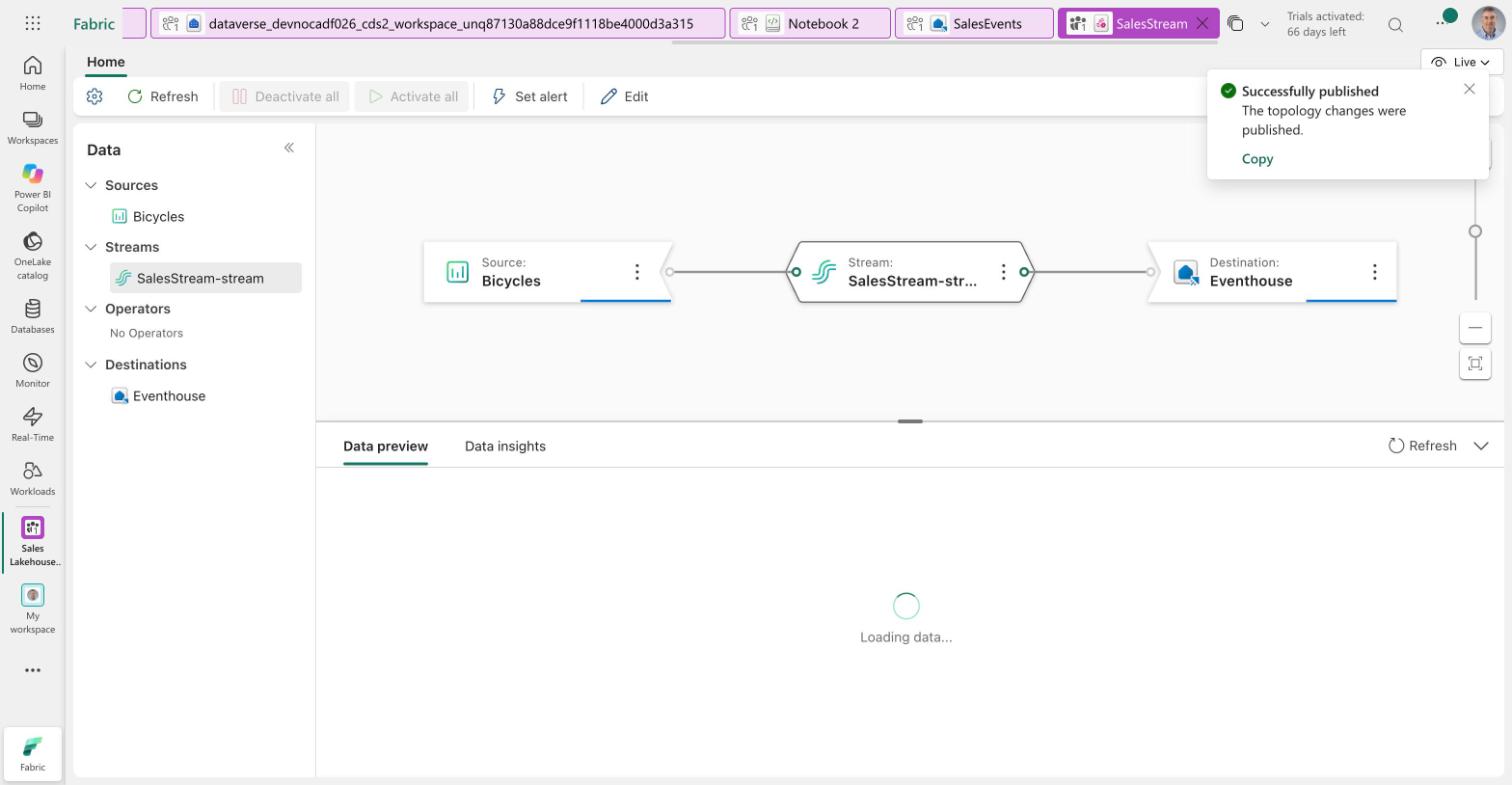 Fabric
dataverse_devnocadf026_cds2_workspace_unq87130a88dce9f1118be4000d3a315
Notebook 2
SalesEvents
SalesStream
Trials activated:
66 days left
Home
Live
Refresh
Deactivate all
Activate all
Set alert
Edit
Successfully published
The topology changes were
published.
Copy
Home
Workspaces
Power BI
Copilot
OneLake
catalog
Databases
Monitor
Real-Time
Workloads
Sales
Lakehouse..
My
workspace
Fabric
Data
Sources
Bicycles
Streams
SalesStream-stream
Operators
No Operators
Destinations
Eventhouse
Source:
Bicycles
Stream:
SalesStream-str...
Destination:
Eventhouse
Data preview
Data insights
Refresh
Loading data...